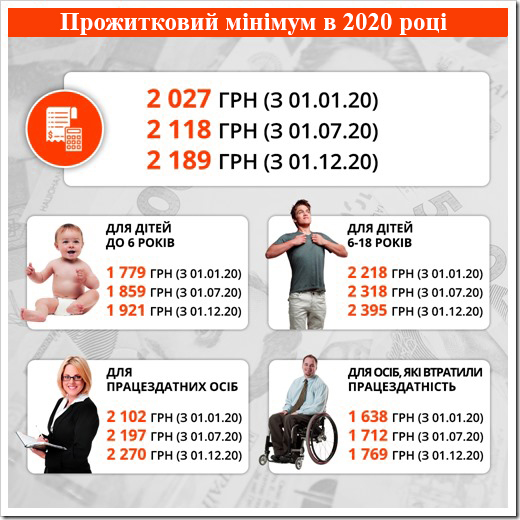 Прожитковий мінімум в 2020 році
2 027 ГРН (З 01.01.20)
2 118 ГРН (З 01.07.20)
2 189 ГРН (З 01.12.20)
ДЛЯ ДІТЕЙ
ДО 6 РОКІВ
1 779 ГРН (З 01.01.20)
1 859 ГРН (З 01.07.20)
1 921 ГРН (З 01.12.20)
ДЛЯ ДІТЕЙ
6-18 РОКІВ
2 218 ГРН (З 01.01.20)
2 318 ГРН (З 01.07.20)
2 395 ГРН (З 01.12.20)
ДЛЯ
ПРАЦЕЗДАТНИХ ОСІБ
2 102 ГРН (З 01.01.20)
2 197 ГРН (З 01.07.20)
2 270 ГРН (З 01.12.20)
ДЛЯ ОСІБ, ЯКІ ВТРАТИЛИ
ПРАЦЕЗДАТНІСТЬ
1 638 ГРН (З 01.01.20)
1 712 ГРН (З 01.07.20)
1 769 ГРН (З 01.12.20)